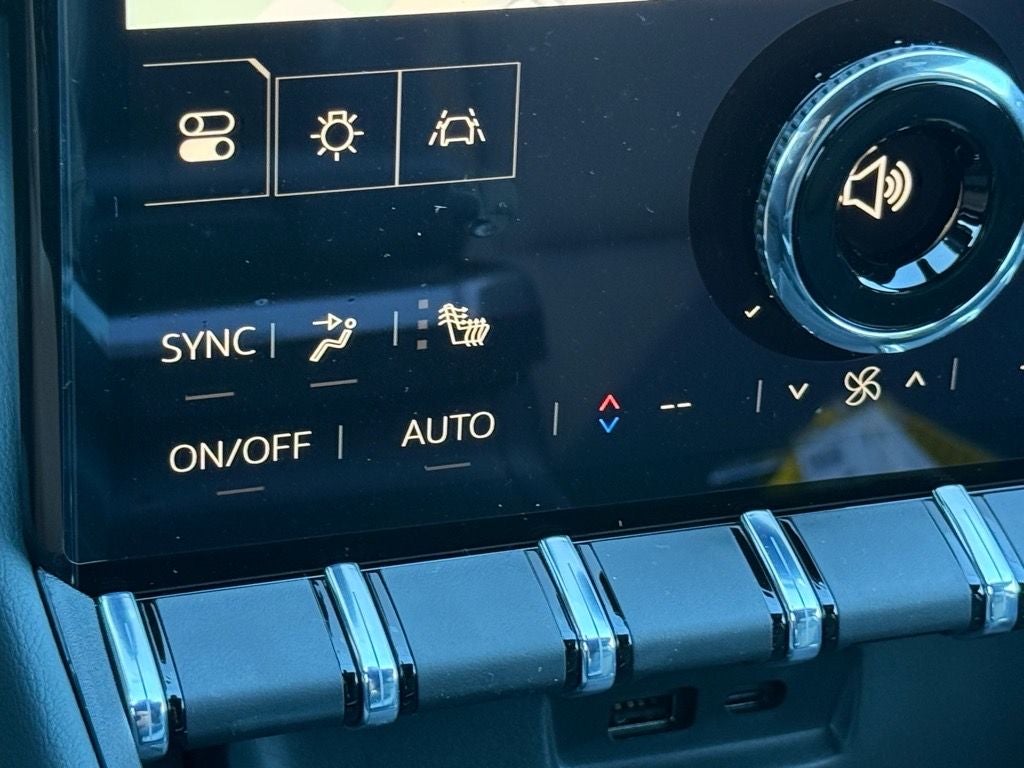 SYNC
ON/OFF
AUTO
--